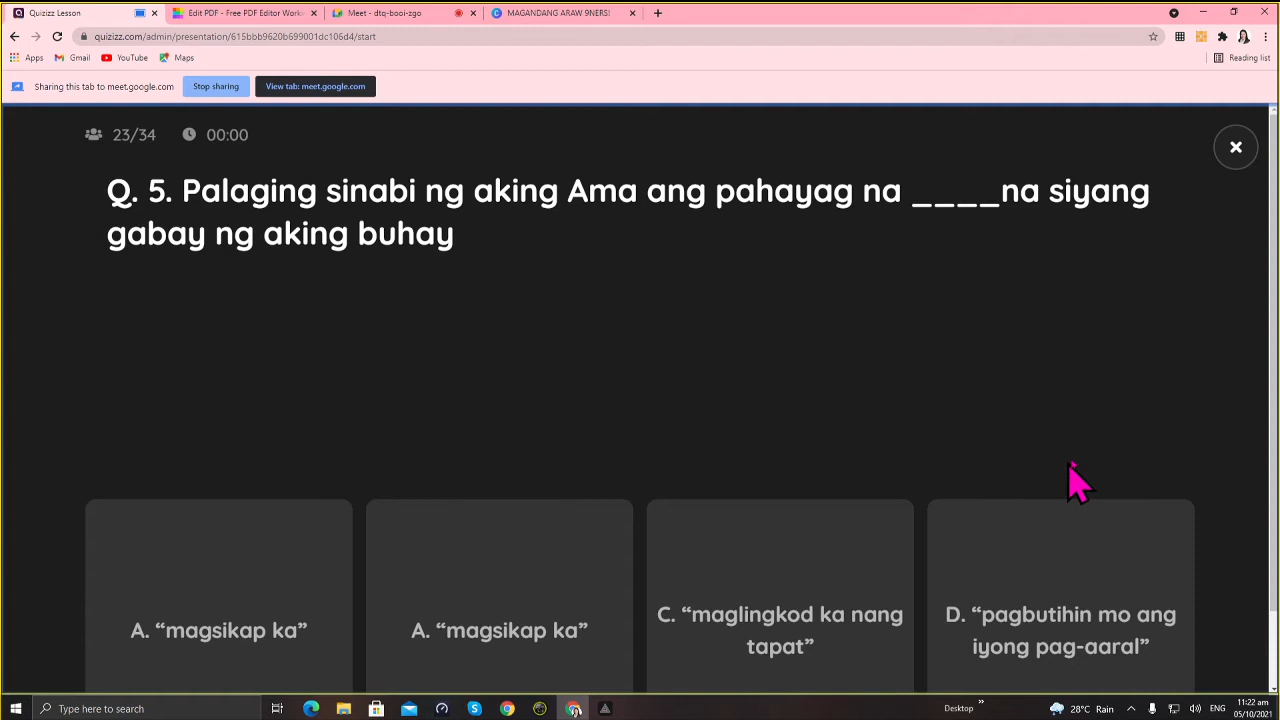 Quizizz Lesson
Edit PDF - Free PDF Editor Worka
Meet - dtq-booi-zgo
MAGANDANG ARAW 9NERS!
quizizz.com/admin/presentation/615bbb9620b699001dc106d4/start
Apps Gmail YouTube Maps Reading list
Sharing this tab to meet.google.com Stop sharing View tab: meet.google.com
23/34 00:00
Q. 5. Palaging sinabi ng aking Ama ang pahayag na ____na siyang
gabay ng aking buhay
A. “magsikap ka”
A. “magsikap ka”
C. “maglingkod ka nang
tapat”
D. “pagbutihin mo ang
iyong pag-aaral”
Type here to search
Desktop
28°C Rain
ENG
11:22 am
05/10/2021